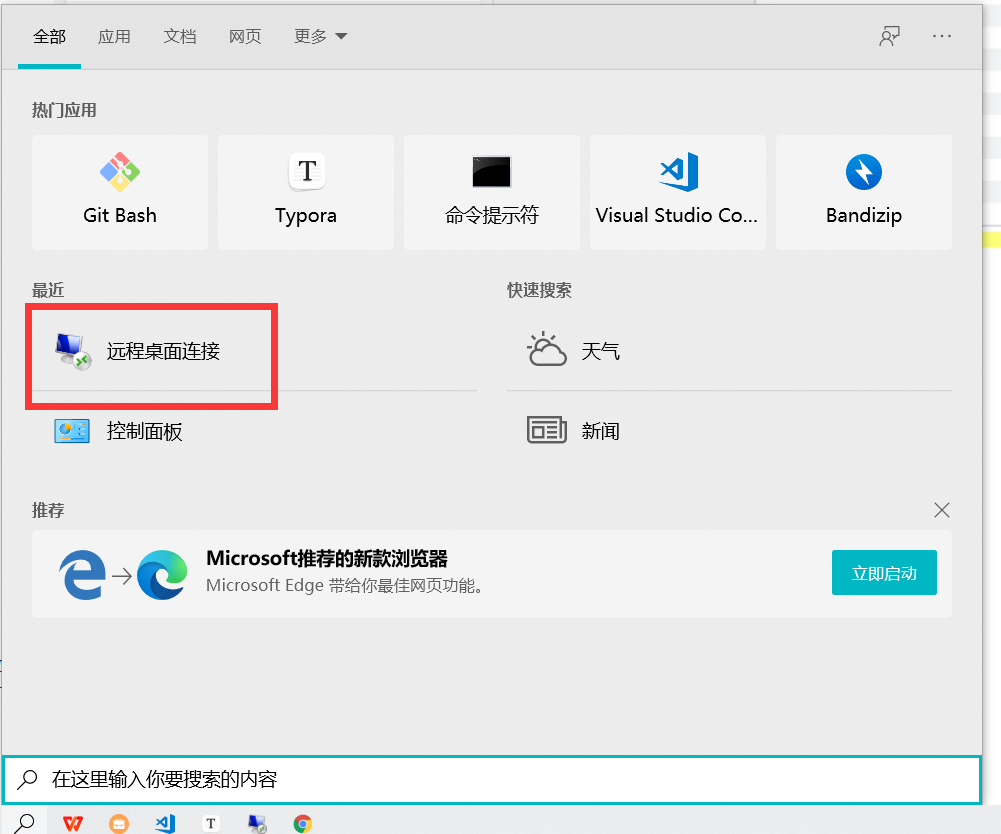 全部 应用 文档 网页 更多
热门应用
Git Bash T Typora 命令提示符 Visual Studio Co... Bandizip
最近 快速搜索
远程桌面连接 天气
控制面板 新闻
推荐
Microsoft推荐的新款浏览器
Microsoft Edge 带给你最佳网页功能。
立即启动
在这里输入你要搜索的内容
W T